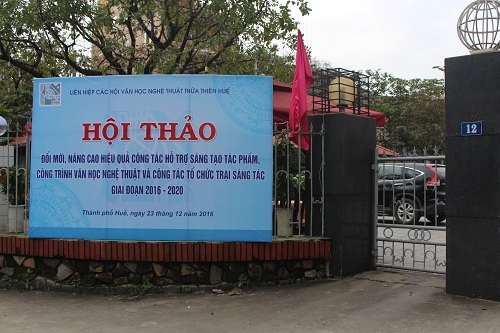 LIÊN HIỆP CÁC HỘI VĂN HỌC NGHỆ THUẬT THỪA THIÊN HUẾ
HỘI THẢO
ĐỔI MỚI, NÂNG CAO HIỆU QUẢ CÔNG TÁC HỖ TRỢ SÁNG TẠO TÁC PHẨM,
CÔNG TRÌNH VĂN HỌC NGHỆ THUẬT VÀ CÔNG TÁC TỔ CHỨC TRẠI SÁNG TÁC
GIAI ĐOẠN 2016 - 2020
Thành phố Huế, ngày 23 tháng 12 năm 2016
12